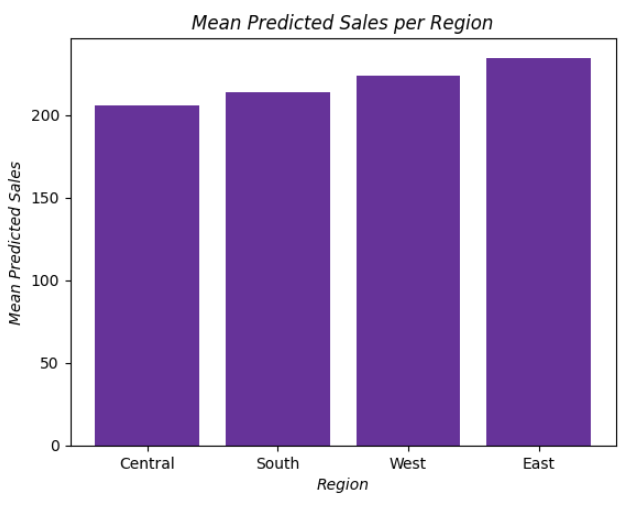 Mean Predicted Sales per Region
Mean Predicted Sales
200
150
100
50
0
Central
South
West
East
Region